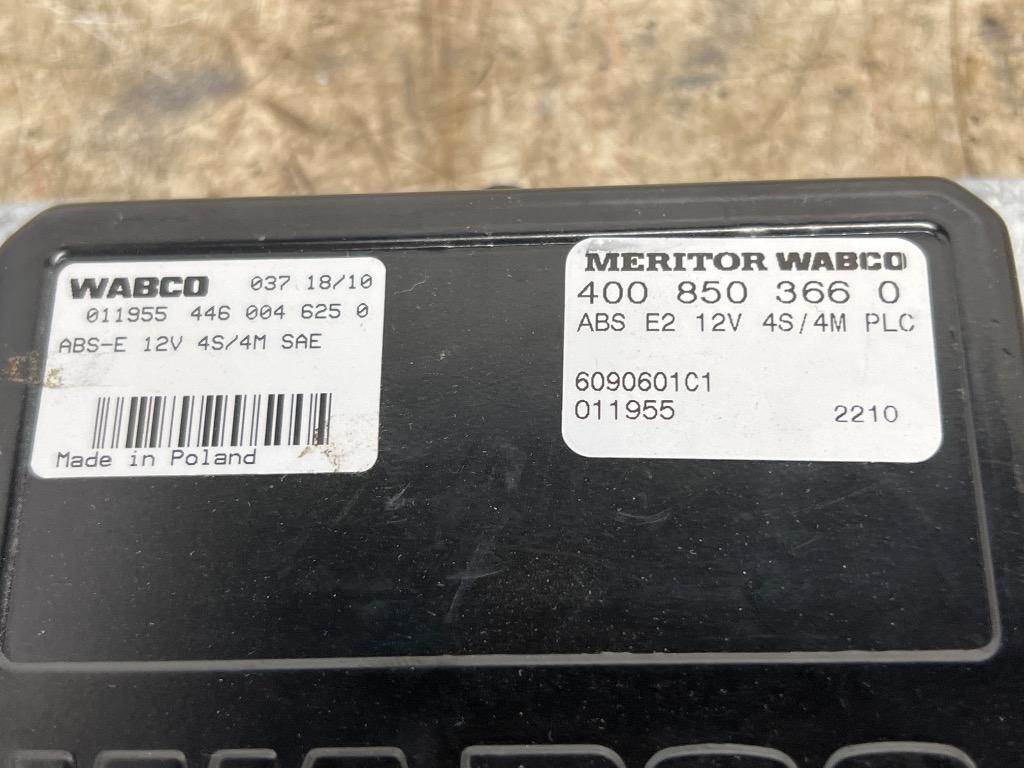 WABCO 037 18/10
011955 446 004 625 0
ABS-E 12V 4S/4M SAE
Made in Poland
MERITOR WABCO
400 850 366 0
ABS E2 12V 4S/4M PLC
6090601C1
011955 2210
WABCO